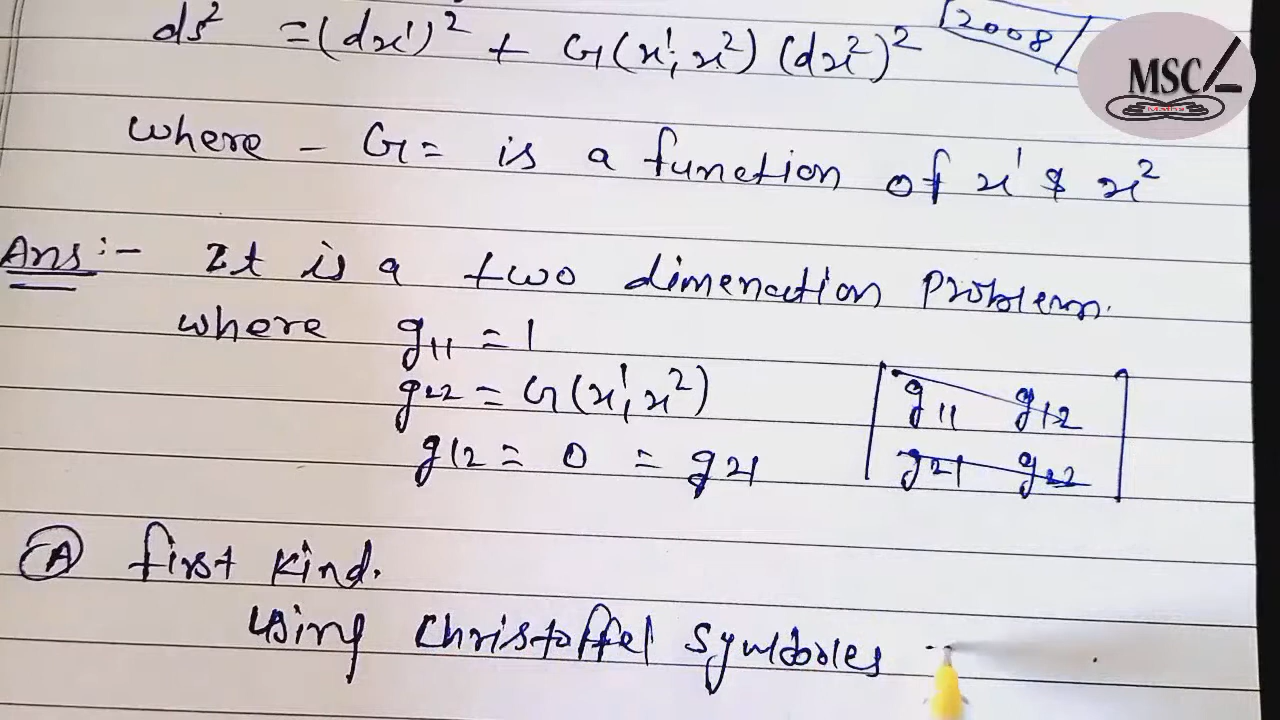 ds² = (dx¹)² + G(x¹, x²) (dx²)² 2008
MSC
Maths
where - G = is a function of x¹ & x²
Ans :- It is a two dimenction Problem.
where g11 = 1
g22 = G(x¹, x²)
g12 = 0 = g21
g11 g12
g21 g22
A first kind.
using Christoffel Symboles